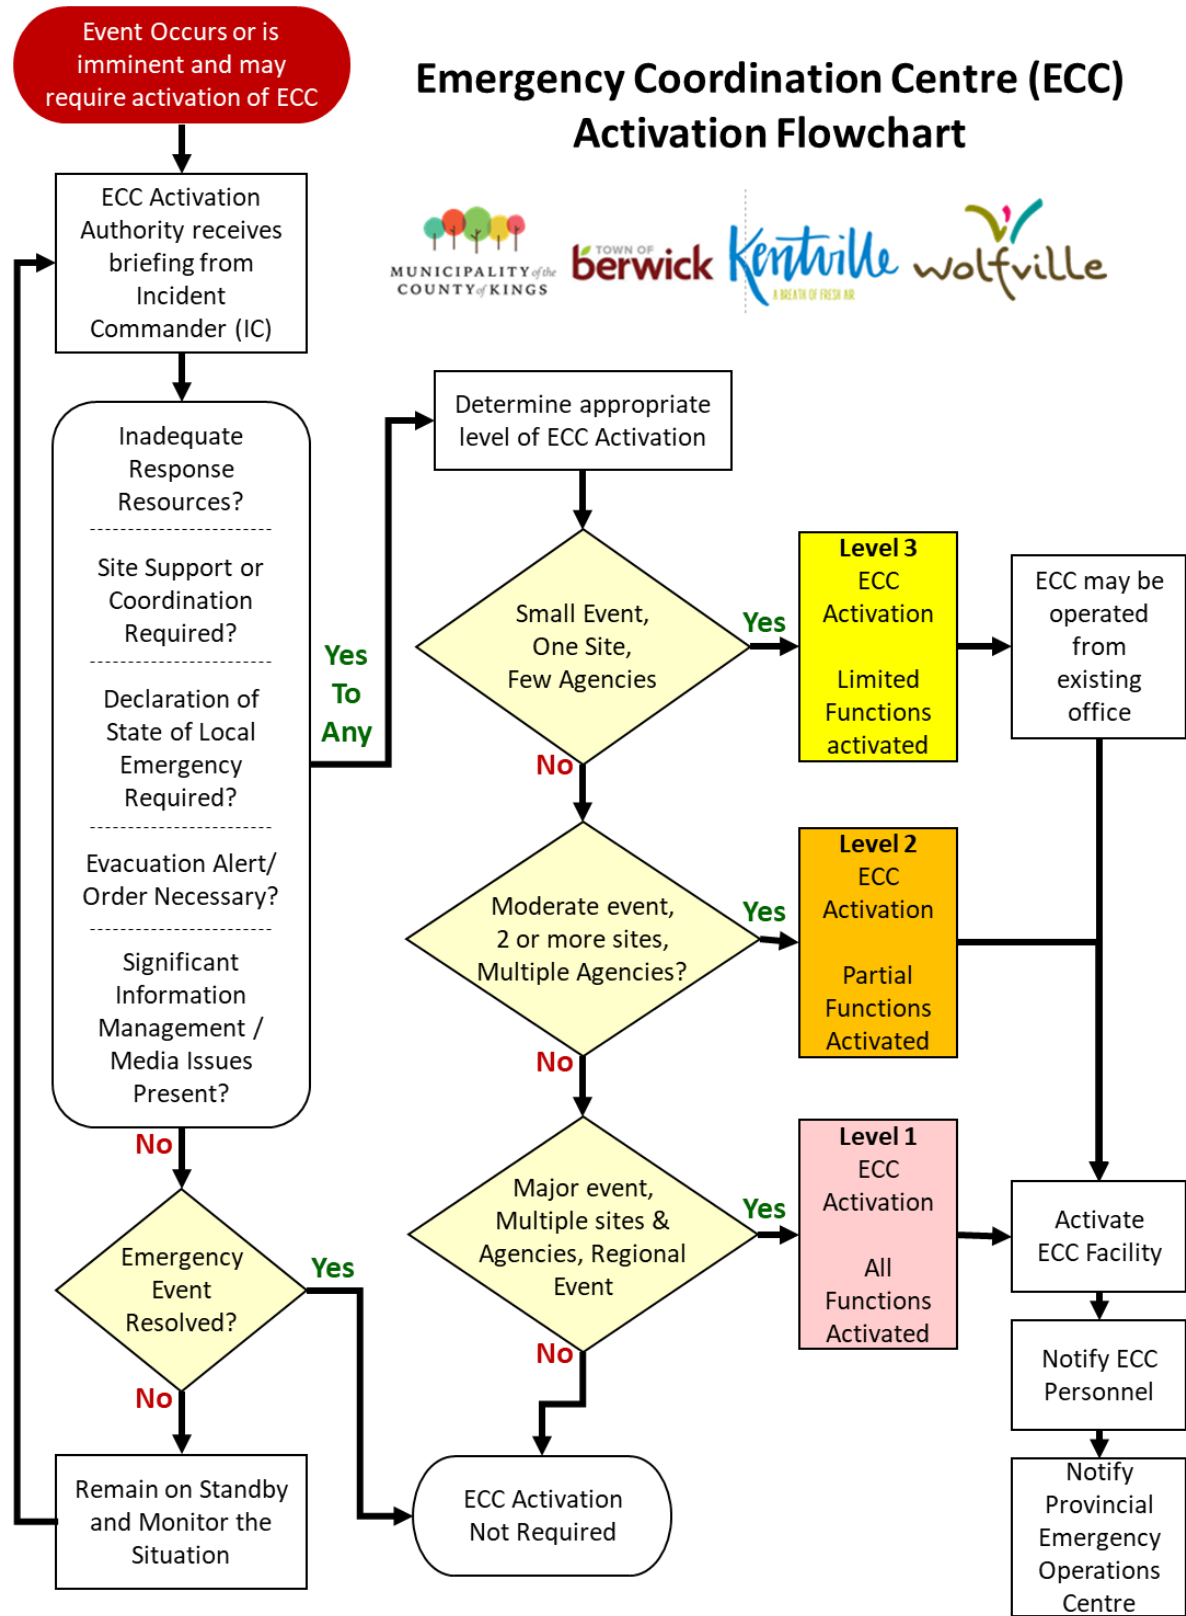 Event Occurs or is
imminent and may
require activation of ECC
Emergency Coordination Centre (ECC)
Activation Flowchart
MUNICIPALITY of the
COUNTY of KINGS
TOWN OF
berwick
Kentville
A BREATH OF FRESH AIR
wolfville
ECC Activation
Authority receives
briefing from
Incident
Commander (IC)
Inadequate
Response
Resources?
Site Support or
Coordination
Required?
Declaration of
State of Local
Emergency
Required?
Evacuation Alert/
Order Necessary?
Significant
Information
Management /
Media Issues
Present?
Yes
To
Any
No
Emergency
Event
Resolved?
Yes
No
Remain on Standby
and Monitor the
Situation
Determine appropriate
level of ECC Activation
Small Event,
One Site,
Few Agencies
Yes
No
Level 3
ECC
Activation
Limited
Functions
activated
ECC may be
operated
from
existing
office
Moderate event,
2 or more sites,
Multiple Agencies?
Yes
No
Level 2
ECC
Activation
Partial
Functions
Activated
Major event,
Multiple sites &
Agencies, Regional
Event
Yes
No
Level 1
ECC
Activation
All
Functions
Activated
ECC Activation
Not Required
Activate
ECC Facility
Notify ECC
Personnel
Notify
Provincial
Emergency
Operations
Centre